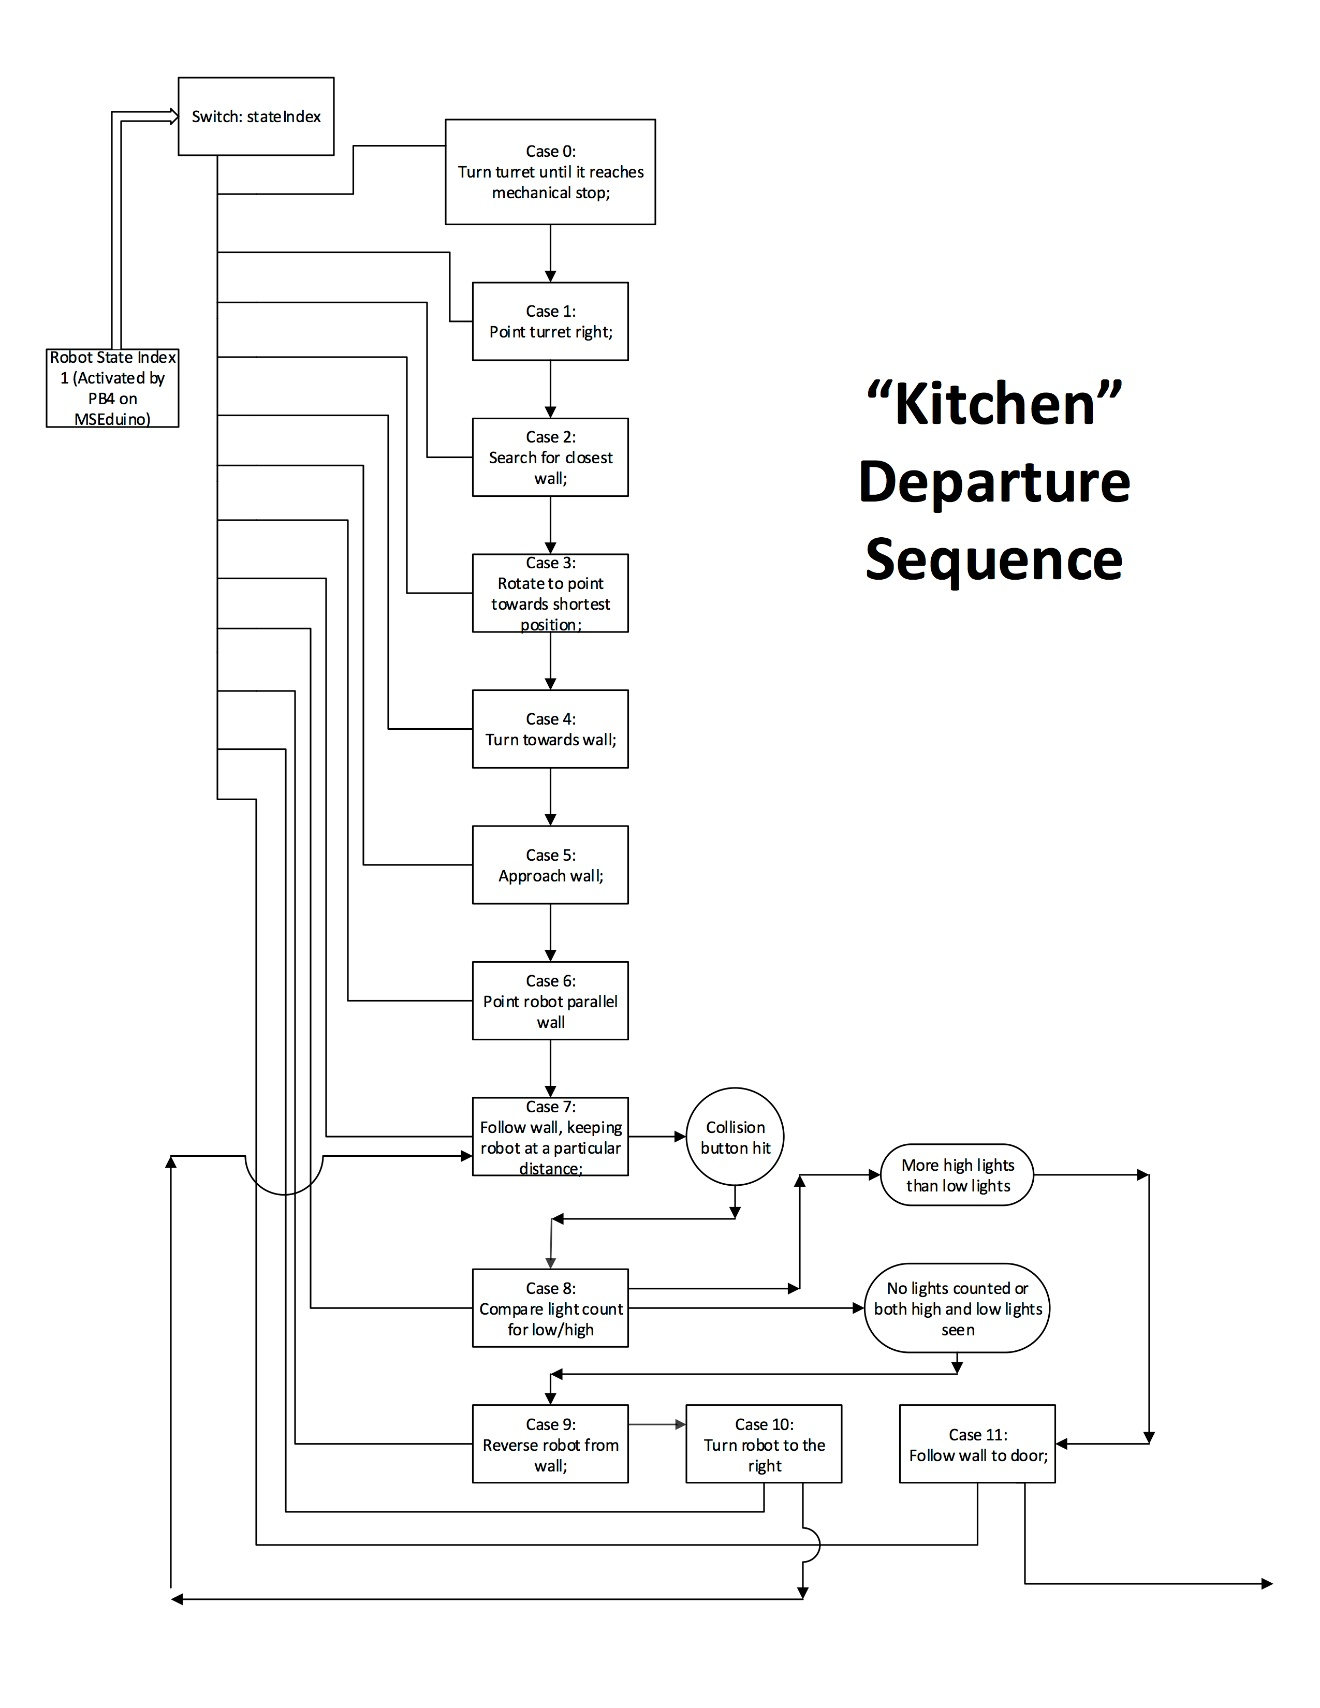 Switch: stateIndex
Case 0:
Turn turret until it reaches
mechanical stop;
Case 1:
Point turret right;
Robot State Index
1 (Activated by
PB4 on
MSEduino)
“Kitchen”
Departure
Sequence
Case 2:
Search for closest
wall;
Case 3:
Rotate to point
towards shortest
position;
Case 4:
Turn towards wall;
Case 5:
Approach wall;
Case 6:
Point robot parallel
wall
Case 7:
Follow wall, keeping
robot at a particular
distance;
Collision
button hit
More high lights
than low lights
Case 8:
Compare light count
for low/high
No lights counted or
both high and low lights
seen
Case 9:
Reverse robot from
wall;
Case 10:
Turn robot to the
right
Case 11:
Follow wall to door;